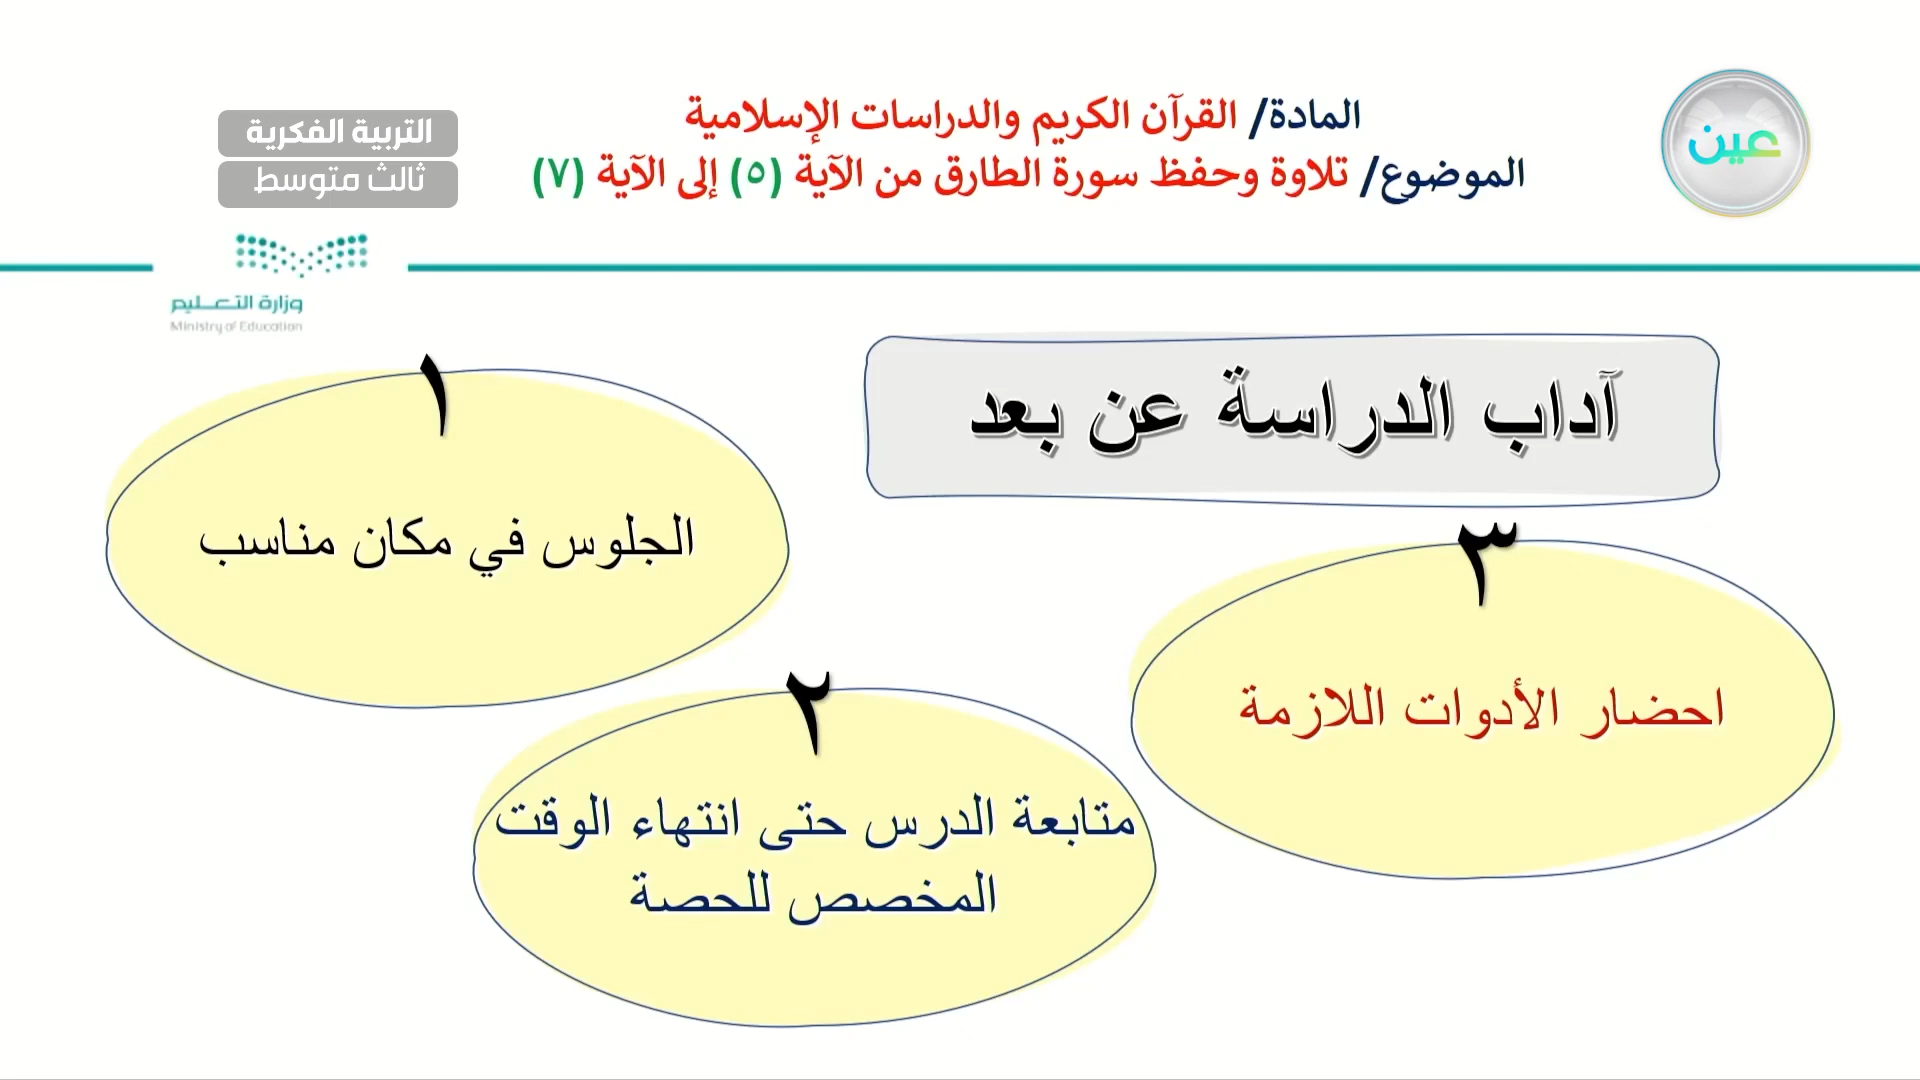 المادة/ القرآن الكريم والدراسات الإسلامية
الموضوع/ تلاوة وحفظ سورة الطارق من الآية (٥) إلى الآية (٧)
عين
التربية الفكرية
ثالث متوسط
وزارة التعـــليم
Ministry of Education
آداب الدراسة عن بعد
١
الجلوس في مكان مناسب
٢
متابعة الدرس حتى انتهاء الوقت
المخصص للحصة
٣
احضار الأدوات اللازمة